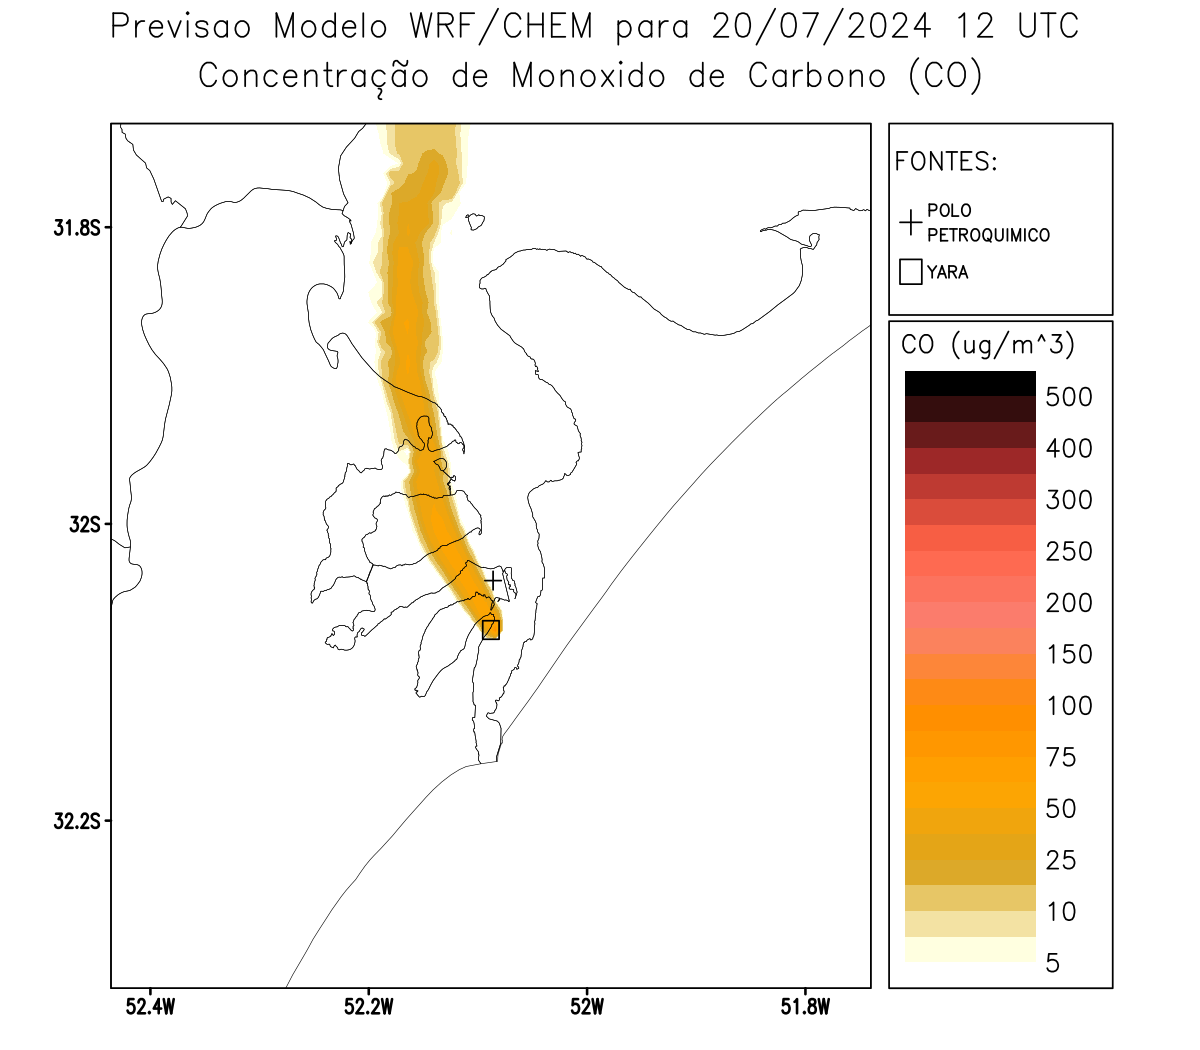 Previsao Modelo WRF/CHEM para 20/07/2024 12 UTC
Concentração de Monoxido de Carbono (CO)
FONTES:
POLO
PETROQUIMICO
YARA
CO (ug/m^3)
500
400
300
250
200
150
100
75
50
25
10
5
31.8S
32S
32.2S
52.4W
52.2W
52W
51.8W